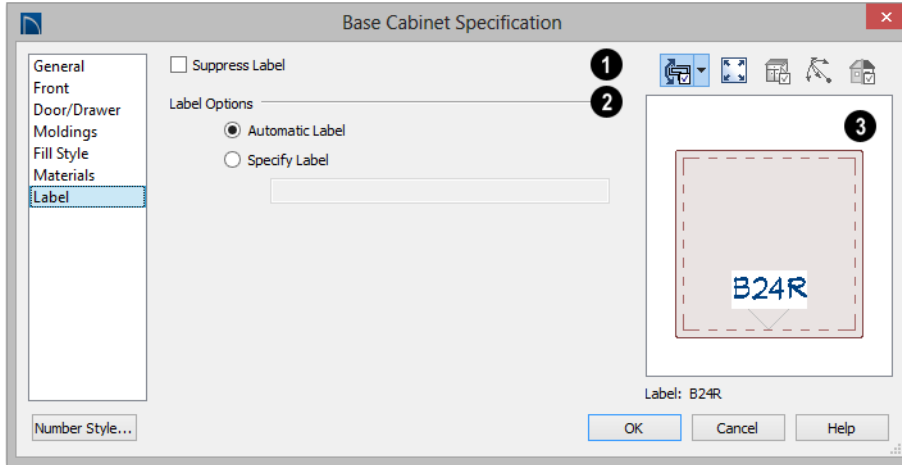 Base Cabinet Specification
General
Front
Door/Drawer
Moldings
Fill Style
Materials
Label
Suppress Label
1
Label Options
2
Automatic Label
Specify Label
3
B24R
Label: B24R
Number Style...
OK
Cancel
Help